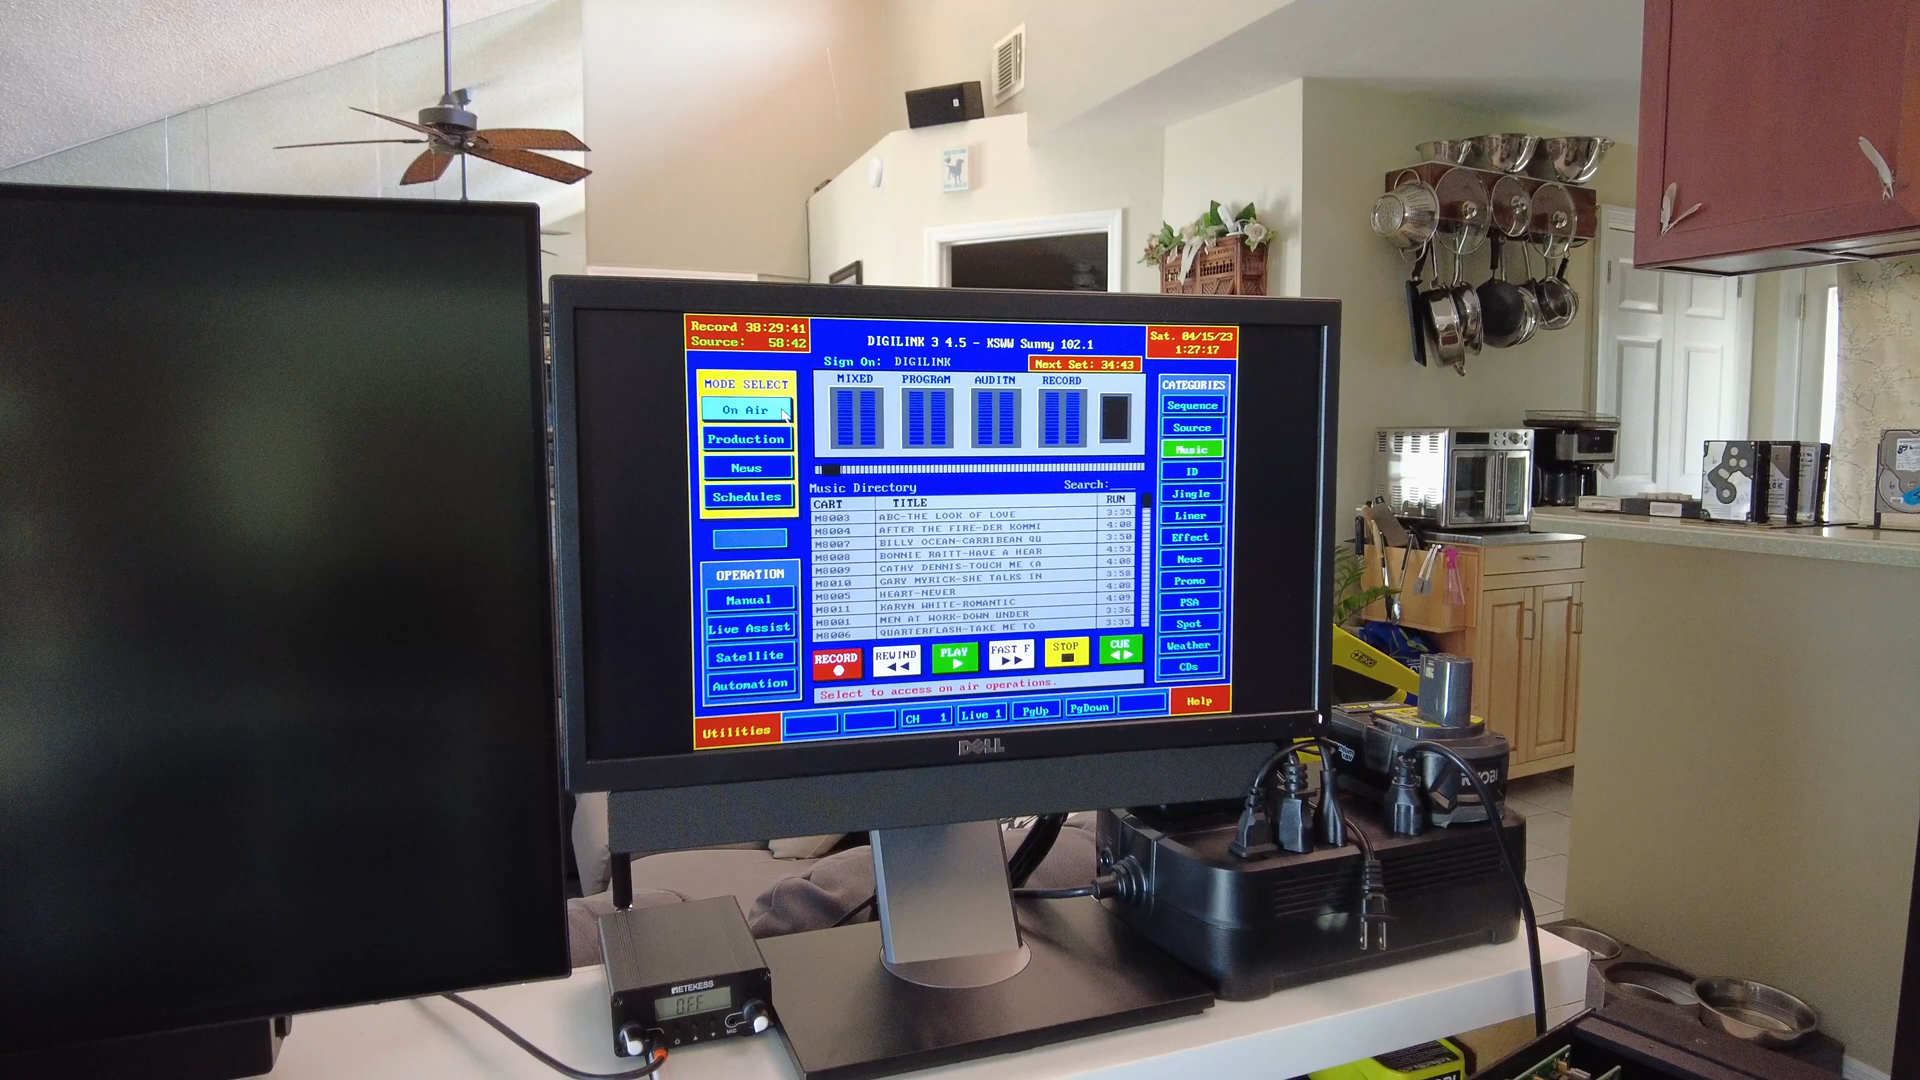 Record 38:29:41
Source: 58:42
DIGILINK 3 4.5 - KSWW Sunny 102.1
Sat. 04/15/23
1:27:17
Sign On: DIGILINK
Next Set: 34:43
MODE SELECT
On Air
Production
News
Schedules
MIXED PROGRAM AUDITN RECORD
CATEGORIES
Sequence
Source
Music
ID
Jingle
Liner
Effect
News
Promo
PSA
Spot
Weather
CDs
Music Directory
Search:
CART TITLE RUN
M8003 ABC-THE LOOK OF LOVE 3:35
M8004 AFTER THE FIRE-DER KOMMI 4:08
M8007 BILLY OCEAN-CARRIBEAN QU 3:50
M8008 BONNIE RAITT-HAVE A HEAR 4:53
M8009 CATHY DENNIS-TOUCH ME (A 4:08
M8010 GARY MYRICK-SHE TALKS IN 3:58
M8005 HEART-NEVER 4:08
M8011 KARYN WHITE-ROMANTIC 4:09
M8001 MEN AT WORK-DOWN UNDER 3:36
M8006 QUARTERFLASH-TAKE ME TO 3:35
OPERATION
Manual
Live Assist
Satellite
Automation
RECORD REWIND PLAY FAST F STOP CUE
Select to access on air operations.
Utilities CH 1 Live 1 PgUp PgDown Help
DELL
RYOBI
RETEKESS
OFF
MIC